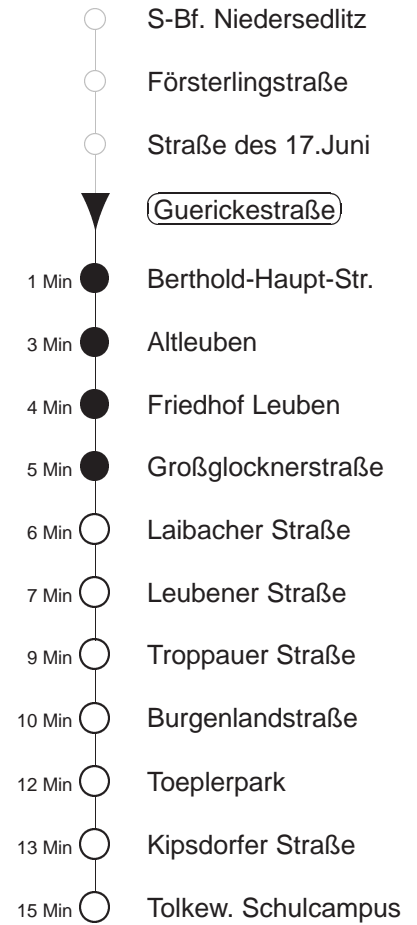 S-Bf. Niedersedlitz
Försterlingstraße
Straße des 17.Juni
Guerickestraße
1 Min Berthold-Haupt-Str.
3 Min Altleuben
4 Min Friedhof Leuben
5 Min Großglocknerstraße
6 Min Laibacher Straße
7 Min Leubener Straße
9 Min Troppauer Straße
10 Min Burgenlandstraße
12 Min Toeplerpark
13 Min Kipsdorfer Straße
15 Min Tolkew. Schulcampus